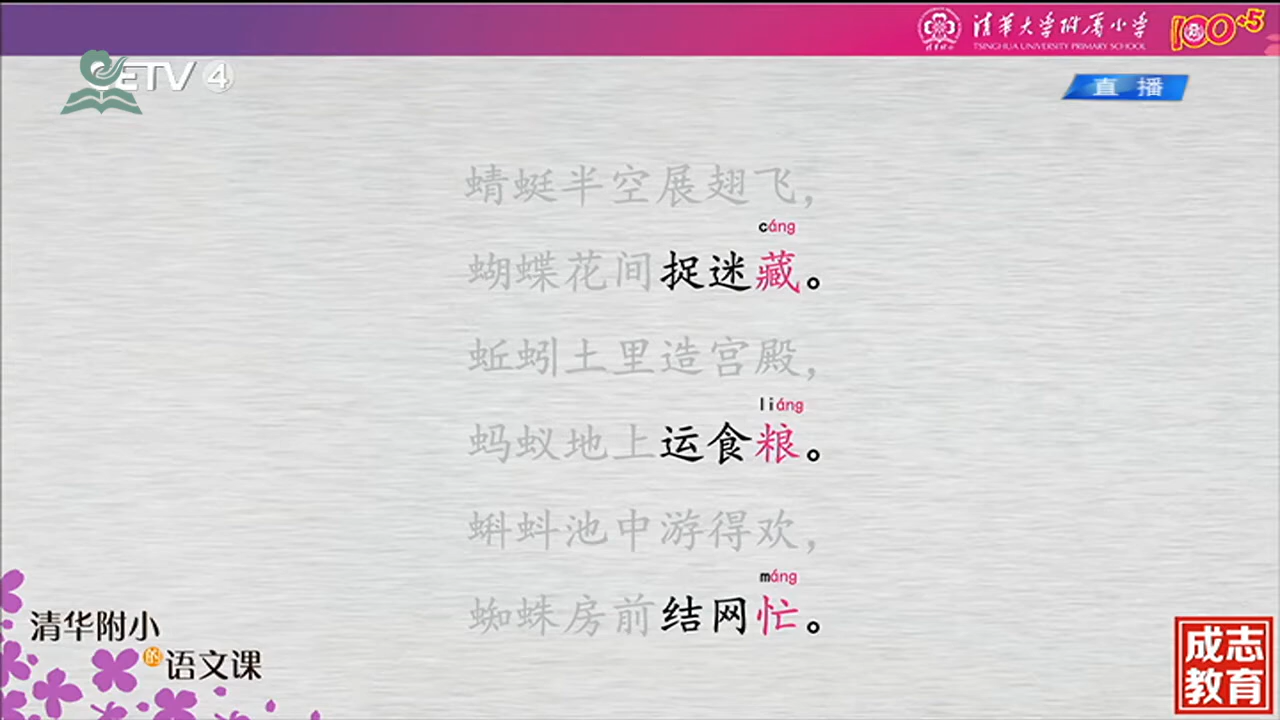 清华大学附属小学
TSINGHUA UNIVERSITY PRIMARY SCHOOL
100+5
CETV 4
直播
蜻蜓半空展翅飞，
cáng
蝴蝶花间捉迷藏。
蚯蚓土里造宫殿，
liáng
蚂蚁地上运食粮。
蝌蚪池中游得欢，
máng
蜘蛛房前结网忙。
清华附小
的语文课
成志
教育